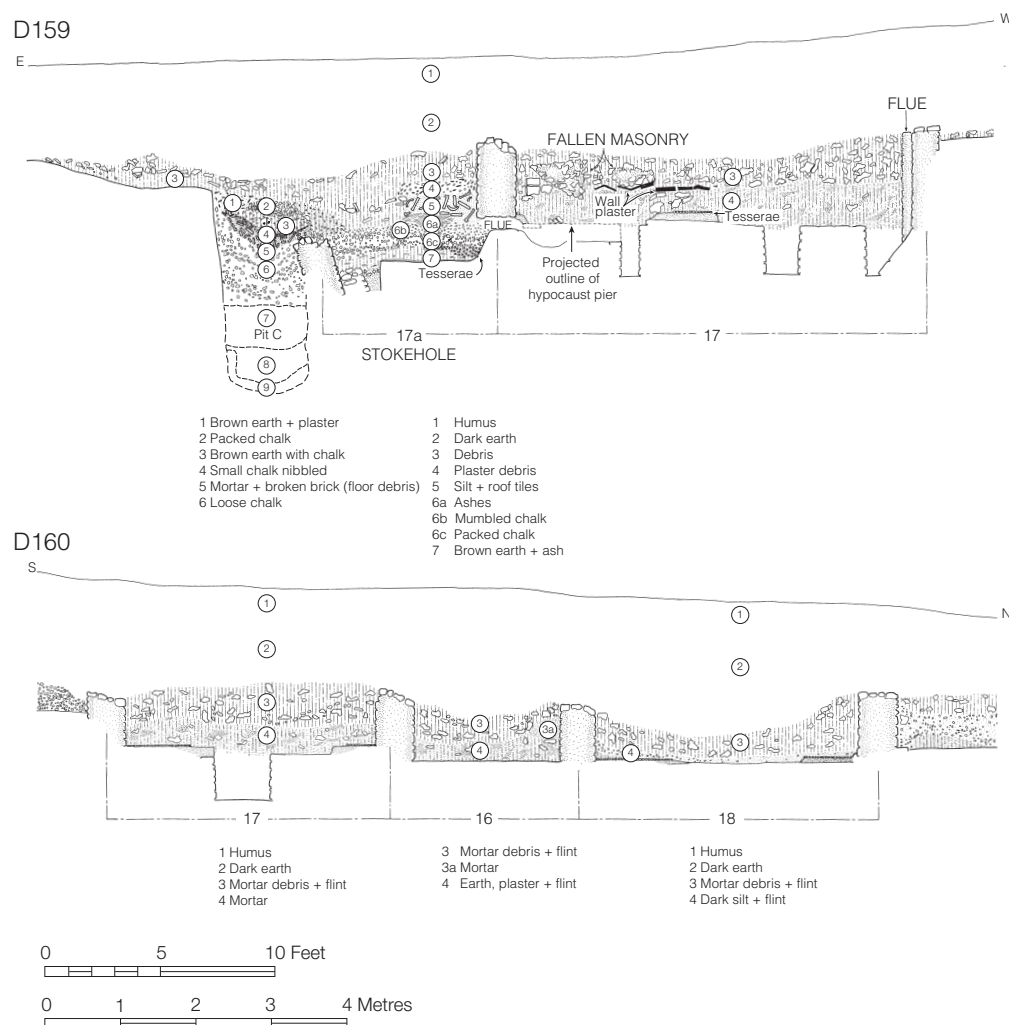 D159
E
W
1
2
FLUE
FALLEN MASONRY
3
3
3
4
4
Wall
plaster
Tesserae
1
2
3
4
5
6
5
6a
6b
6c
7
FLUE
Tesserae
Projected
outline of
hypocaust pier
7
Pit C
8
9
17a
STOKEHOLE
17
1 Brown earth + plaster
2 Packed chalk
3 Brown earth with chalk
4 Small chalk nibbled
5 Mortar + broken brick (floor debris)
6 Loose chalk
1 Humus
2 Dark earth
3 Debris
4 Plaster debris
5 Silt + roof tiles
6a Ashes
6b Mumbled chalk
6c Packed chalk
7 Brown earth + ash
D160
S
N
1
1
2
2
3
4
3
3a
4
3
4
17
16
18
1 Humus
2 Dark earth
3 Mortar debris + flint
4 Mortar
3 Mortar debris + flint
3a Mortar
4 Earth, plaster + flint
1 Humus
2 Dark earth
3 Mortar debris + flint
4 Dark silt + flint
0 5 10 Feet
0 1 2 3 4 Metres